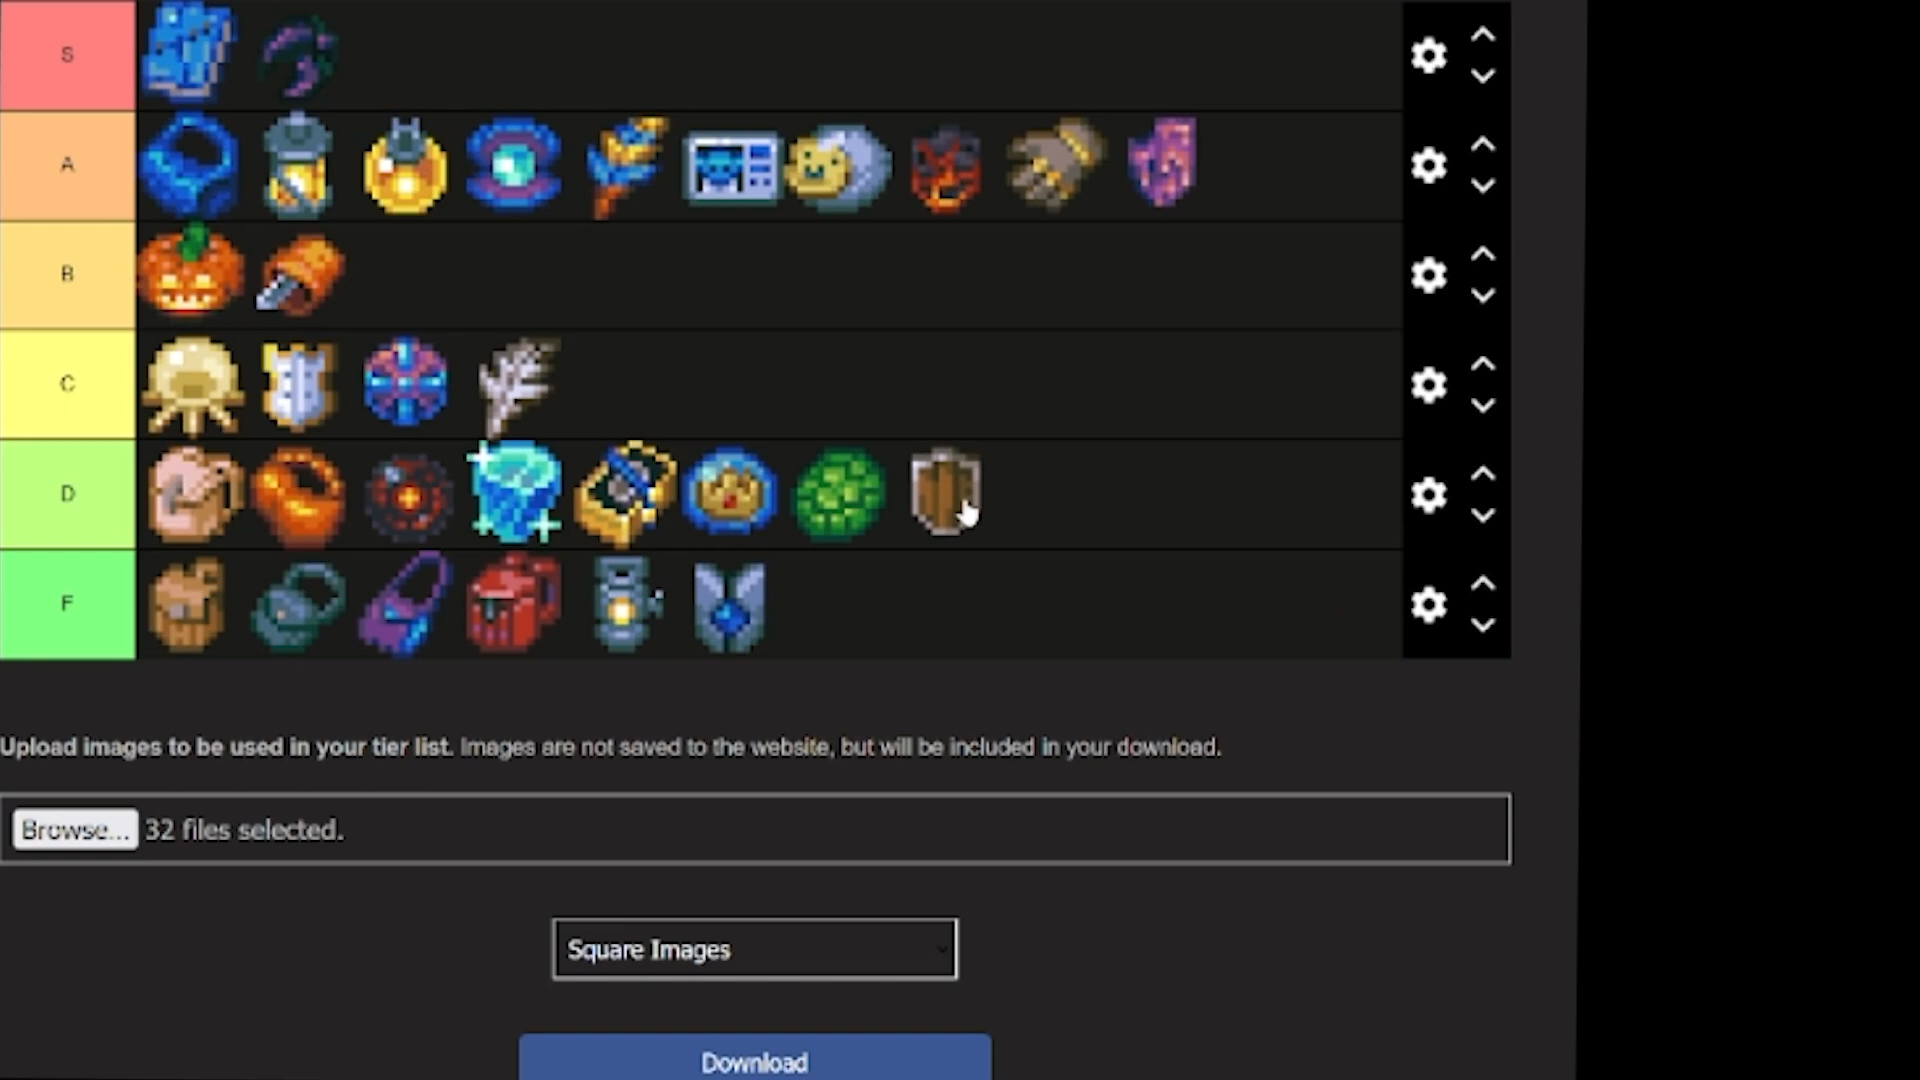 S
A
B
C
D
F
Upload images to be used in your tier list. Images are not saved to the website, but will be included in your download.
Browse... 32 files selected.
Square Images
Download